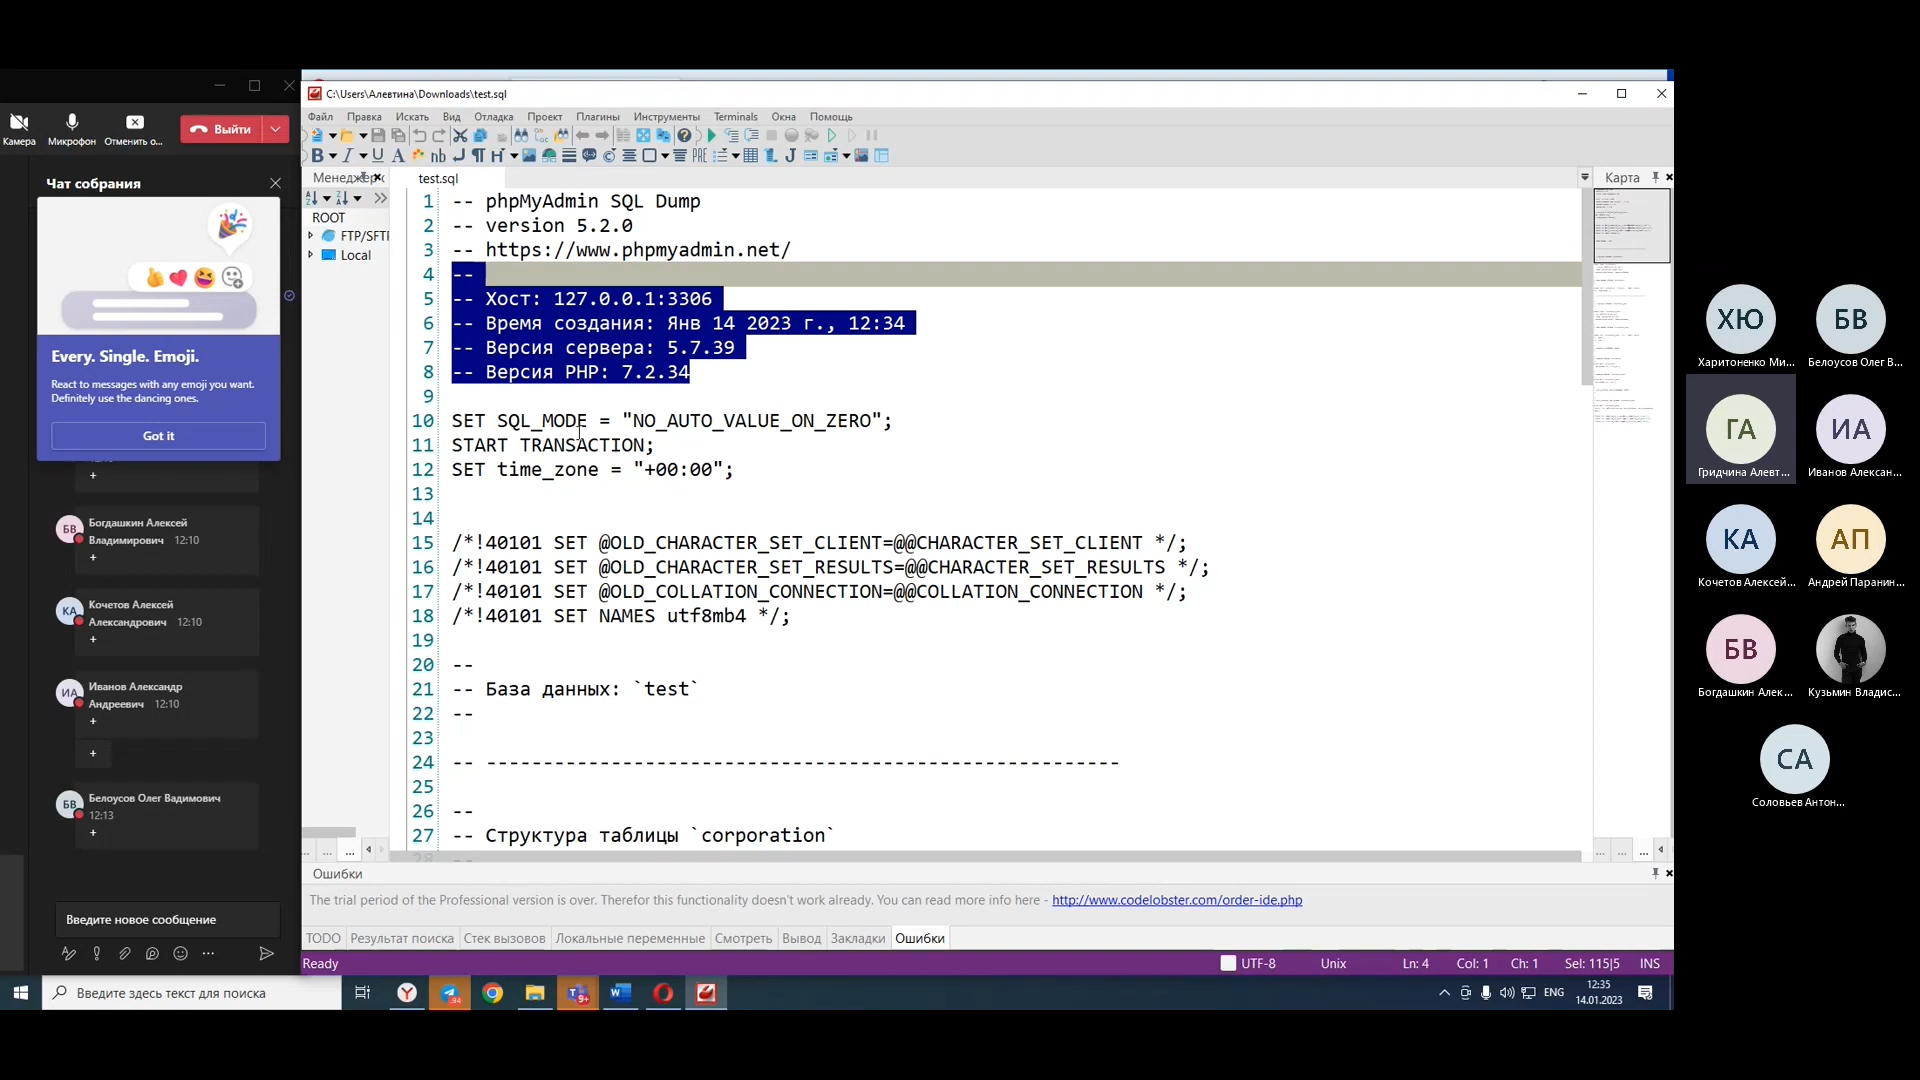 C:\Users\Алевтина\Downloads\test.sql
Камера
Микрофон
Отменить о...
Выйти
Файл Правка Искать Вид Отладка Проект Плагины Инструменты Terminals Окна Помощь
Чат собрания
Every. Single. Emoji.
React to messages with any emoji you want.
Definitely use the dancing ones.
Got it
+
БВ
Богдашкин Алексей
Владимирович 12:10
+
КА
Кочетов Алексей
Александрович 12:10
+
ИА
Иванов Александр
Андреевич 12:10
+
+
БВ
Белоусов Олег Вадимович
12:13
+
Введите новое сообщение
ROOT
FTP/SFT
Local
test.sql
Карта
1 -- phpMyAdmin SQL Dump
2 -- version 5.2.0
3 -- https://www.phpmyadmin.net/
4 --
5 -- Хост: 127.0.0.1:3306
6 -- Время создания: Янв 14 2023 г., 12:34
7 -- Версия сервера: 5.7.39
8 -- Версия PHP: 7.2.34
9
10 SET SQL_MODE = "NO_AUTO_VALUE_ON_ZERO";
11 START TRANSACTION;
12 SET time_zone = "+00:00";
13
14
15 /*!40101 SET @OLD_CHARACTER_SET_CLIENT=@@CHARACTER_SET_CLIENT */;
16 /*!40101 SET @OLD_CHARACTER_SET_RESULTS=@@CHARACTER_SET_RESULTS */;
17 /*!40101 SET @OLD_COLLATION_CONNECTION=@@COLLATION_CONNECTION */;
18 /*!40101 SET NAMES utf8mb4 */;
19
20 --
21 -- База данных: `test`
22 --
23
24 -- --------------------------------------------------------
25
26 --
27 -- Структура таблицы `corporation`
Ошибки
The trial period of the Professional version is over. Therefor this functionality doesn't work already. You can read more info here - http://www.codelobster.com/order-ide.php
TODO Результат поиска Стек вызовов Локальные переменные Смотреть Вывод Закладки Ошибки
Ready UTF-8 Unix Ln: 4 Col: 1 Ch: 1 Sel: 115|5 INS
Введите здесь текст для поиска
ENG
12:35
14.01.2023
ХЮ
Харитоненко Ми...
БВ
Белоусов Олег В...
ГА
Гридчина Алевт...
ИА
Иванов Алексан...
КА
Кочетов Алексей...
АП
Андрей Паранин...
БВ
Богдашкин Алек...
Кузьмин Владис...
СА
Соловьев Антон...